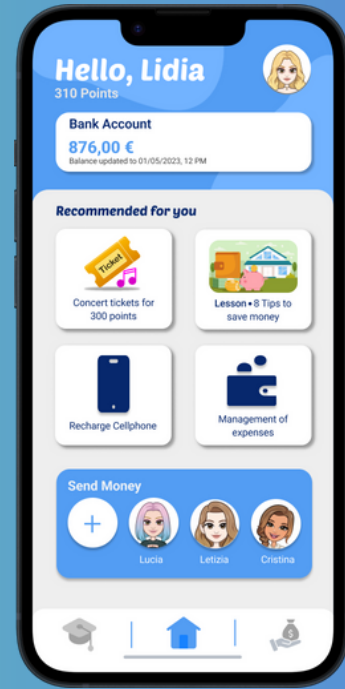 Hello, Lidia
310 Points
Bank Account
876,00 €
Balance updated to 01/05/2023, 12 PM
Recommended for you
Ticket
Concert tickets for
300 points
Lesson • 8 Tips to
save money
Recharge Cellphone
Management of
expenses
Send Money
+
Lucia
Letizia
Cristina
$